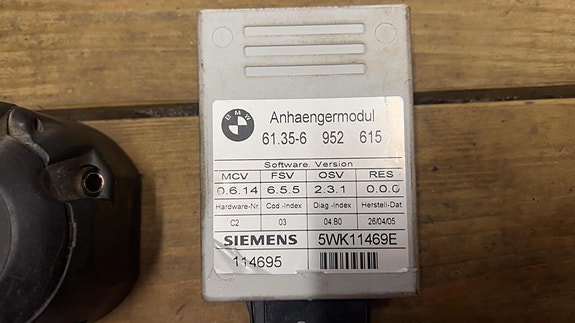 BMW
Anhaengermodul
61.35-6 952 615
Software. Version
MCV FSV OSV RES
0.6.14 6.5.5 2.3.1 0.0.0
Hardware-Nr. Cod.-Index Diag.-Index Herstell-Dat
C2 03 04 B0 26/04/05
SIEMENS 5WK11469E
114695